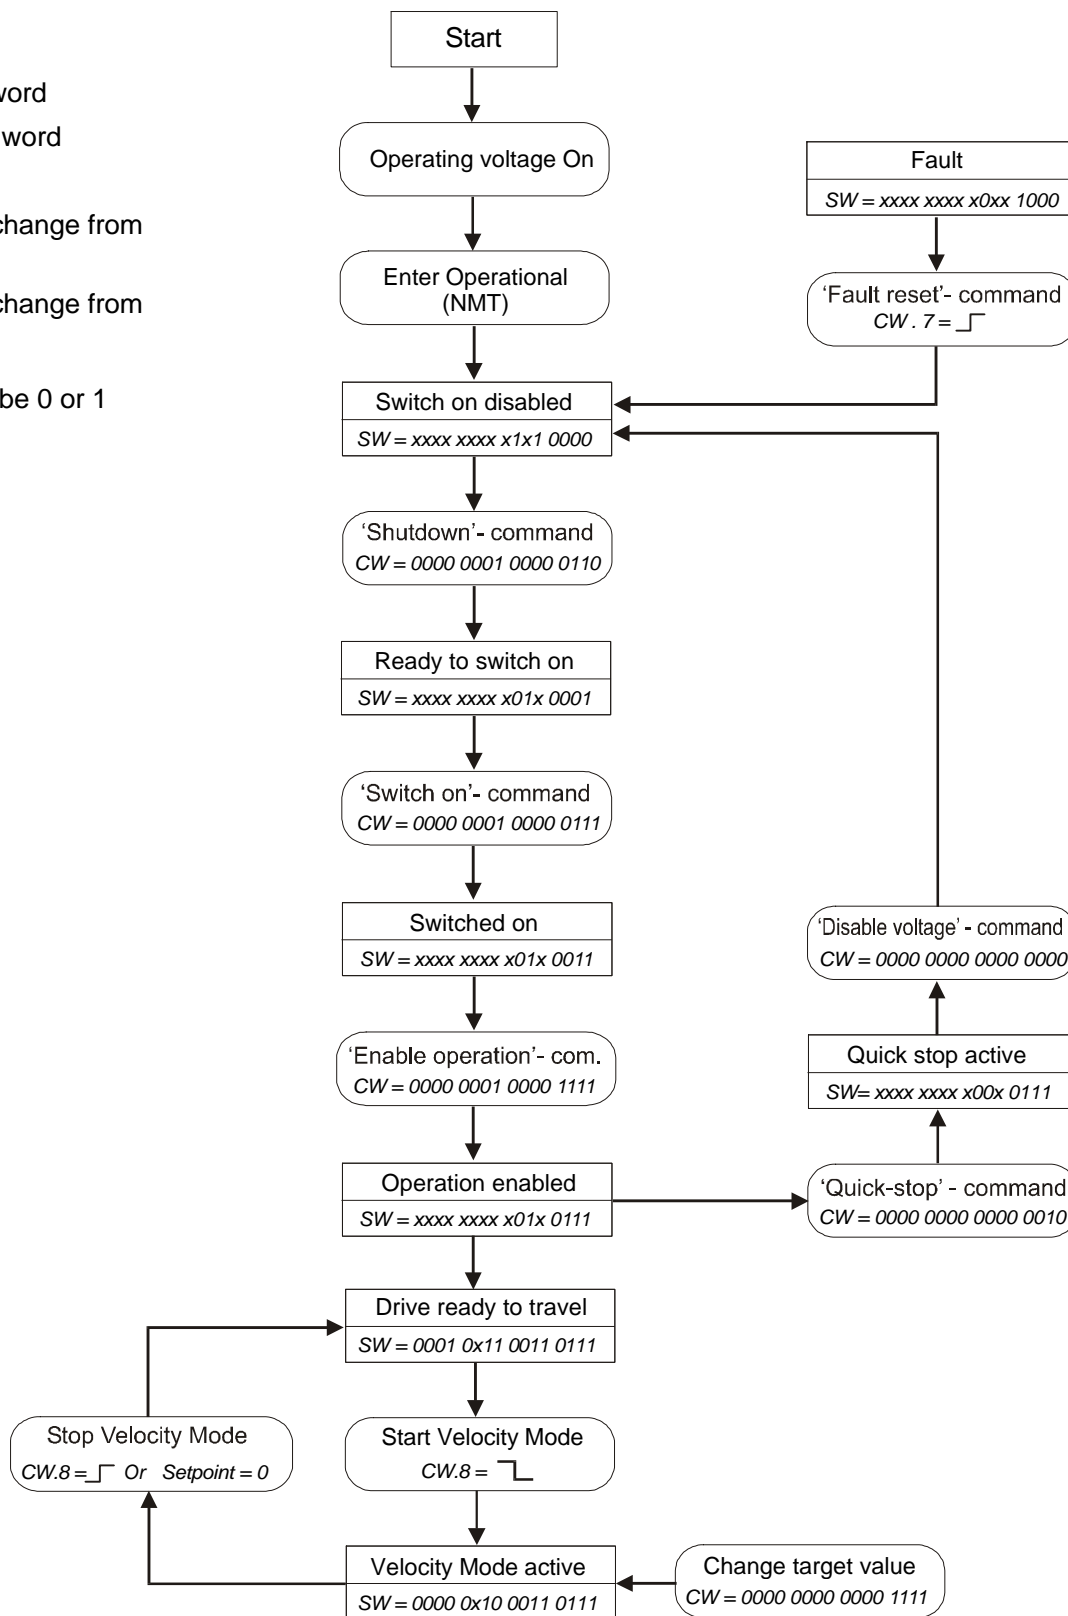 Start
word
word
change from
change from
be 0 or 1
Operating voltage On
Enter Operational
(NMT)
Fault
SW = xxxx xxxx x0xx 1000
'Fault reset'- command
CW . 7 =
Switch on disabled
SW = xxxx xxxx x1x1 0000
'Shutdown'- command
CW = 0000 0001 0000 0110
Ready to switch on
SW = xxxx xxxx x01x 0001
'Switch on'- command
CW = 0000 0001 0000 0111
Switched on
SW = xxxx xxxx x01x 0011
'Enable operation'- com.
CW = 0000 0001 0000 1111
Operation enabled
SW = xxxx xxxx x01x 0111
'Disable voltage' - command
CW = 0000 0000 0000 0000
Quick stop active
SW= xxxx xxxx x00x 0111
'Quick-stop' - command
CW = 0000 0000 0000 0010
Drive ready to travel
SW = 0001 0x11 0011 0111
Stop Velocity Mode
CW.8 = Or Setpoint = 0
Start Velocity Mode
CW.8 =
Velocity Mode active
SW = 0000 0x10 0011 0111
Change target value
CW = 0000 0000 0000 1111